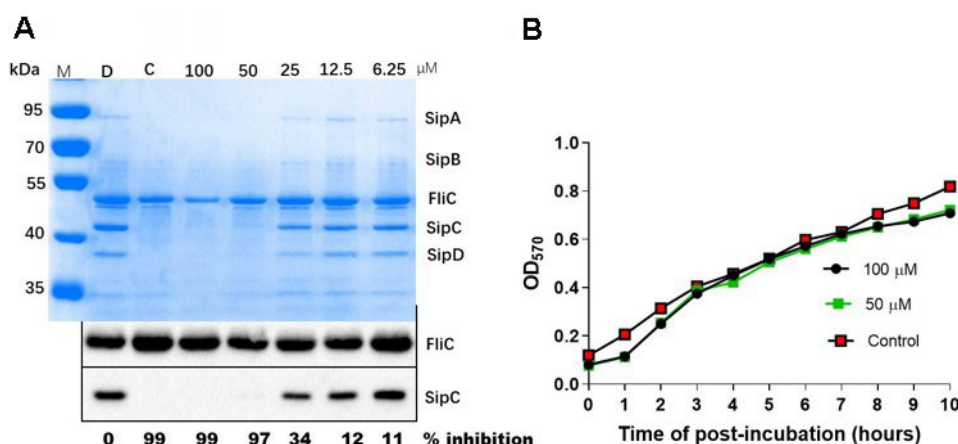 A
kDa M D C 100 50 25 12.5 6.25 μM
95
70
55
40
35
SipA
SipB
FliC
SipC
SipD
FliC
SipC
0 99 99 97 34 12 11 % inhibition
B
OD570
1.0
0.8
0.6
0.4
0.2
0.0
0 1 2 3 4 5 6 7 8 9 10
Time of post-incubation (hours)
100 μM
50 μM
Control